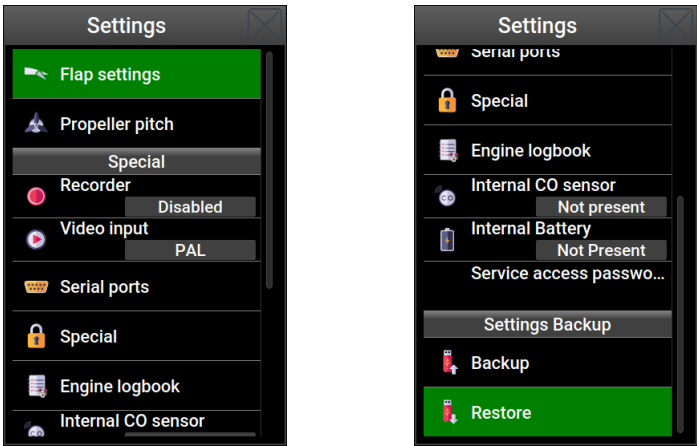 Settings
Flap settings
Propeller pitch
Special
Recorder
Disabled
Video input
PAL
Serial ports
Special
Engine logbook
Internal CO sensor
CO
Settings
Serial ports
Special
Engine logbook
Internal CO sensor
CO
Not present
Internal Battery
Not Present
Service access passwo...
Settings Backup
Backup
Restore